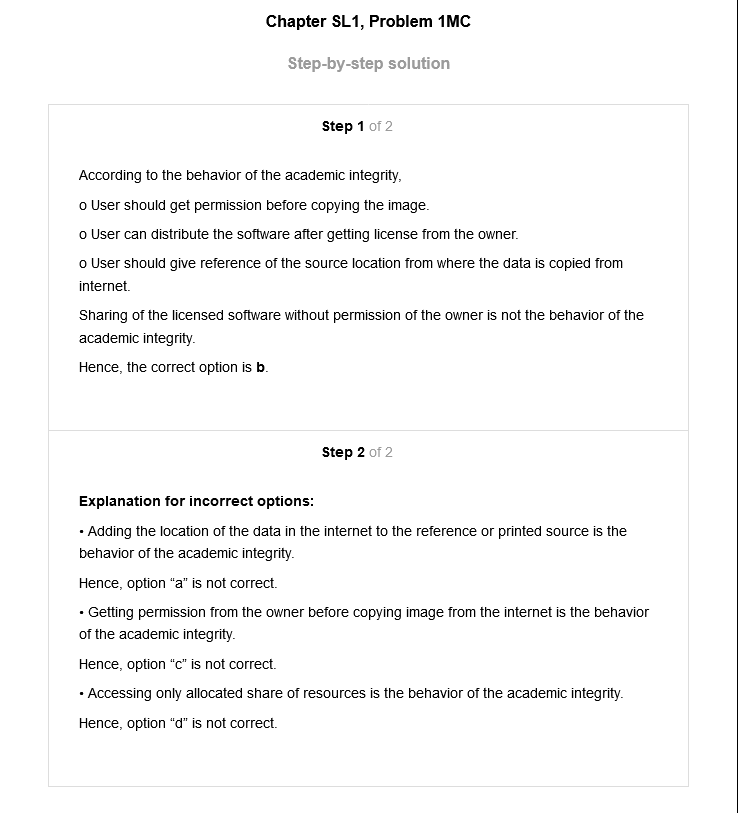 Chapter SL1, Problem 1MC
Step-by-step solution
Step 1 of 2
According to the behavior of the academic integrity,
o User should get permission before copying the image.
o User can distribute the software after getting license from the owner.
o User should give reference of the source location from where the data is copied from
internet.
Sharing of the licensed software without permission of the owner is not the behavior of the
academic integrity.
Hence, the correct option is b.
Step 2 of 2
Explanation for incorrect options:
• Adding the location of the data in the internet to the reference or printed source is the
behavior of the academic integrity.
Hence, option “a” is not correct.
• Getting permission from the owner before copying image from the internet is the behavior
of the academic integrity.
Hence, option “c” is not correct.
• Accessing only allocated share of resources is the behavior of the academic integrity.
Hence, option “d” is not correct.